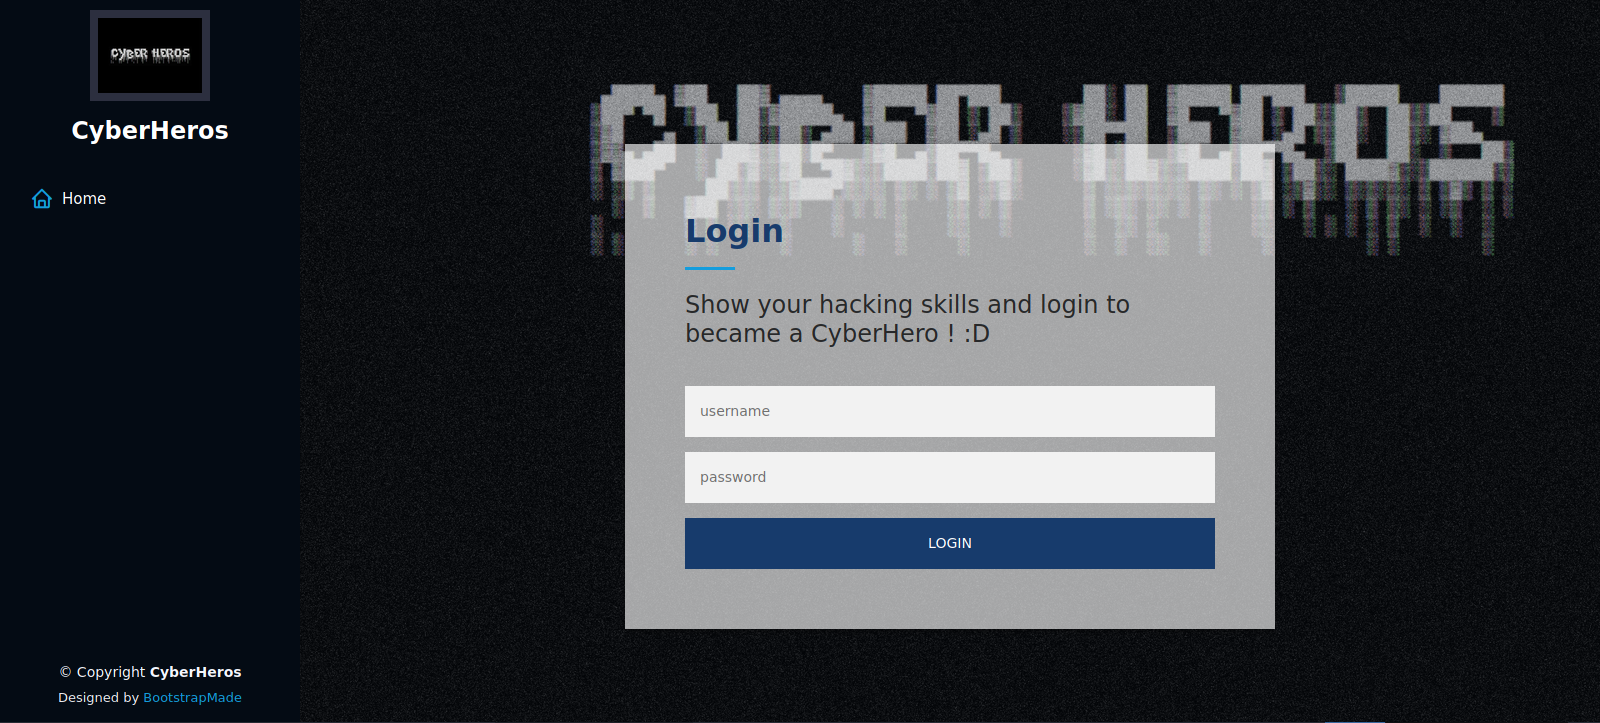 CYBER HEROS
CyberHeros
Home
© Copyright CyberHeros
Designed by BootstrapMade
CYBER HEROS
Login
Show your hacking skills and login to
became a CyberHero ! :D
username
password
LOGIN